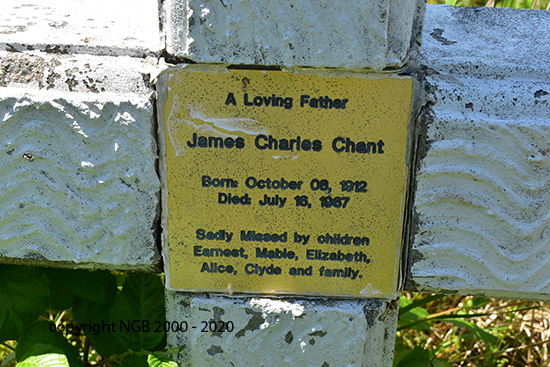 A Loving Father
James Charles Chant
Born: October 08, 1912
Died: July 16, 1967
Sadly Missed by children
Earnest, Mable, Elizabeth,
Alice, Clyde and family.
copyright NGB 2000 - 2020